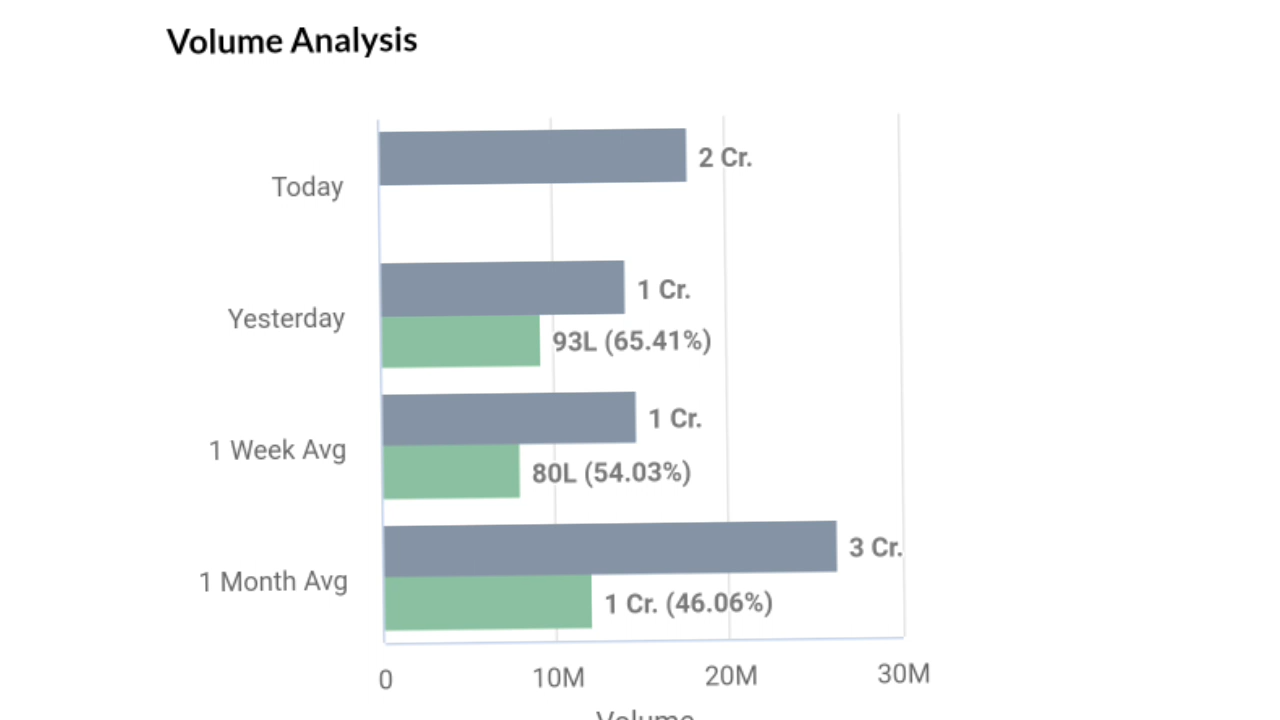 Volume Analysis
2 Cr.
Today
1 Cr.
Yesterday
93L (65.41%)
1 Cr.
1 Week Avg
80L (54.03%)
3 Cr.
1 Month Avg
1 Cr. (46.06%)
0 10M 20M 30M
Volume